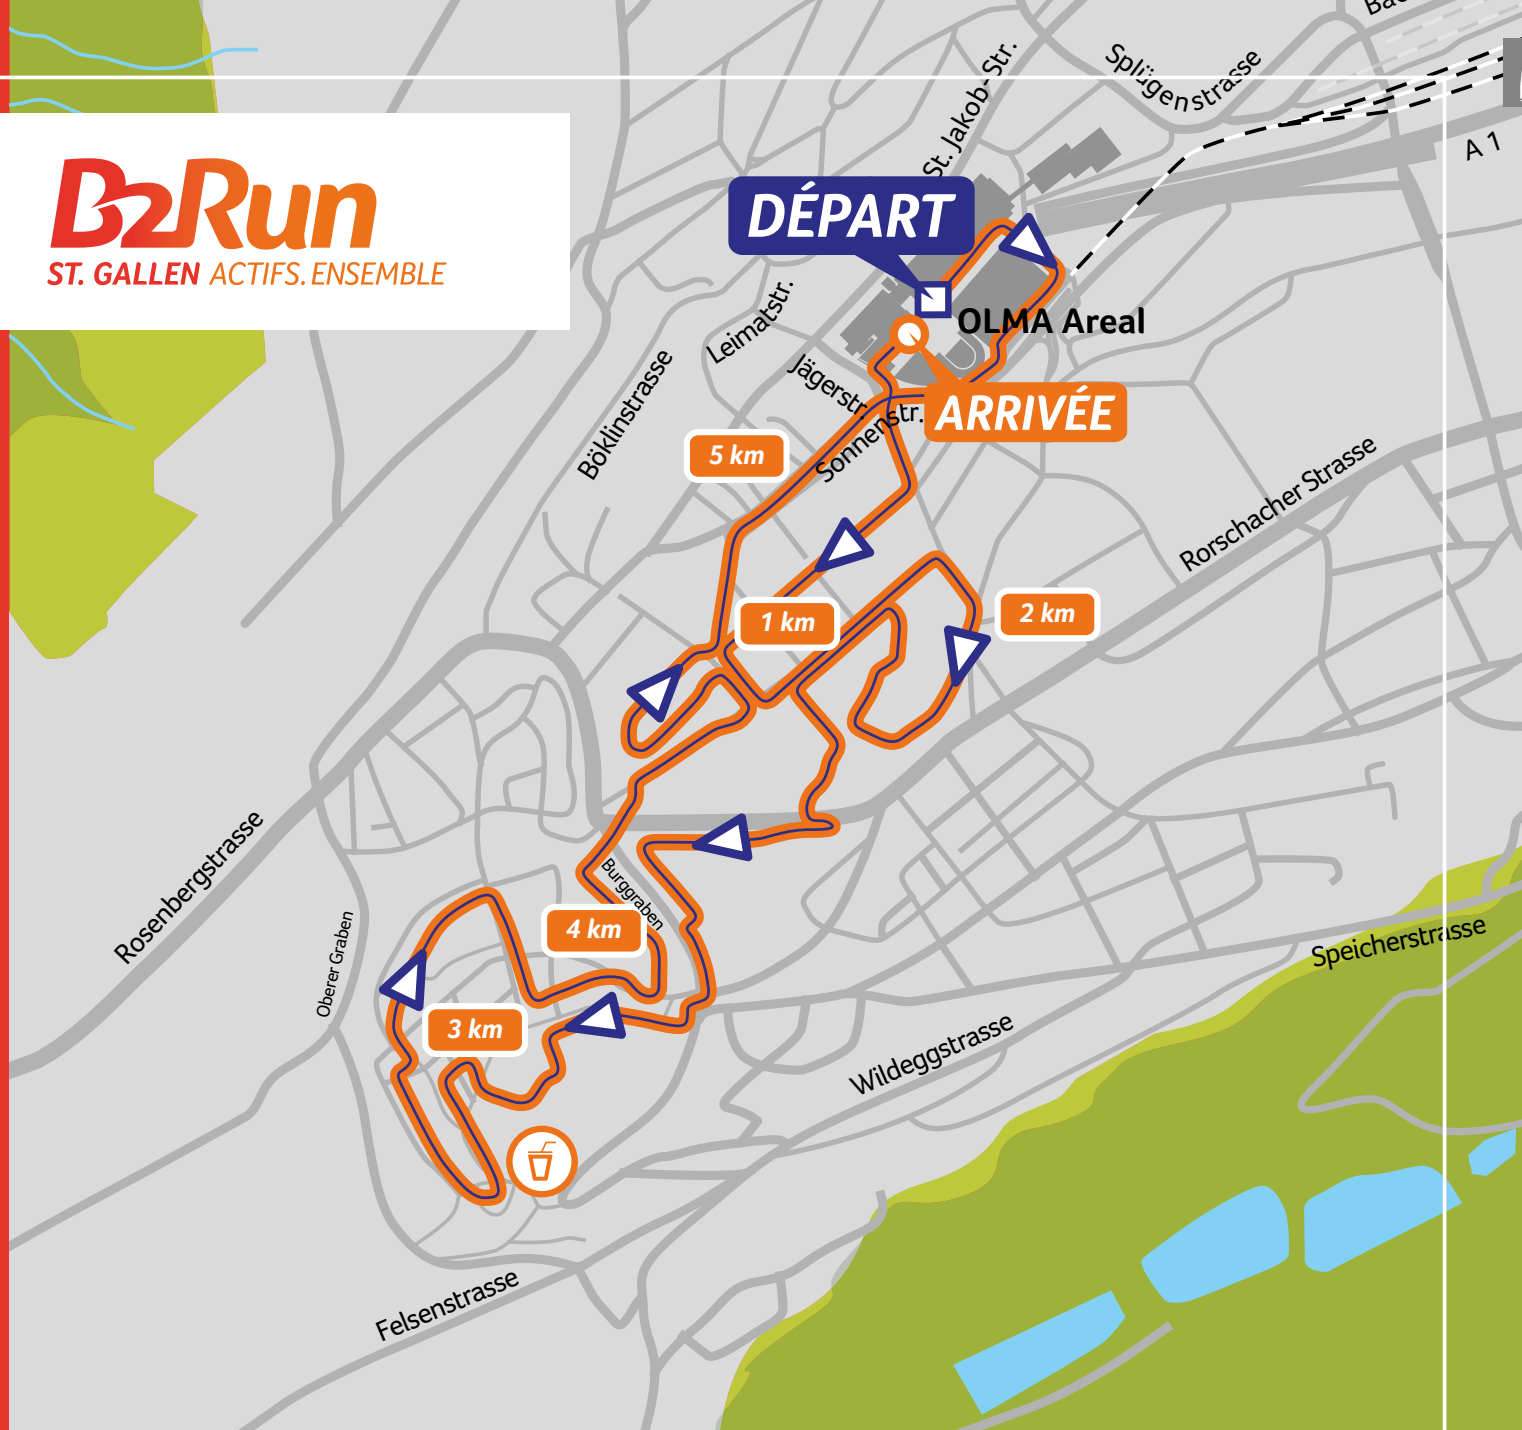 Splügenstrasse
St. Jakob-Str.
A 1
B2Run
ST. GALLEN ACTIFS. ENSEMBLE
DÉPART
OLMA Areal
Leimatstr.
Jägerstr.
Böklinstrasse
Sonnenstr.
ARRIVÉE
5 km
Rorschacher Strasse
1 km
2 km
Rosenbergstrasse
Burggraben
4 km
Oberer Graben
3 km
Speicherstrasse
Wildeggstrasse
Felsenstrasse